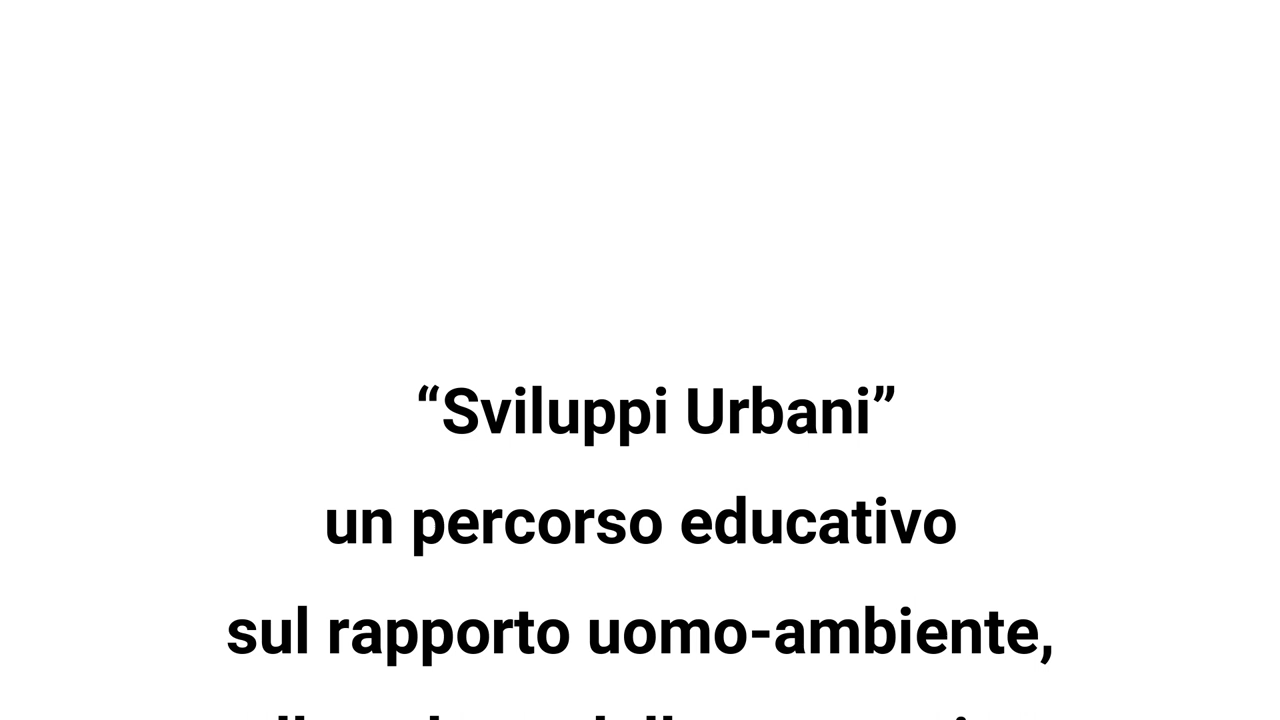 “Sviluppi Urbani”
un percorso educativo
sul rapporto uomo-ambiente,